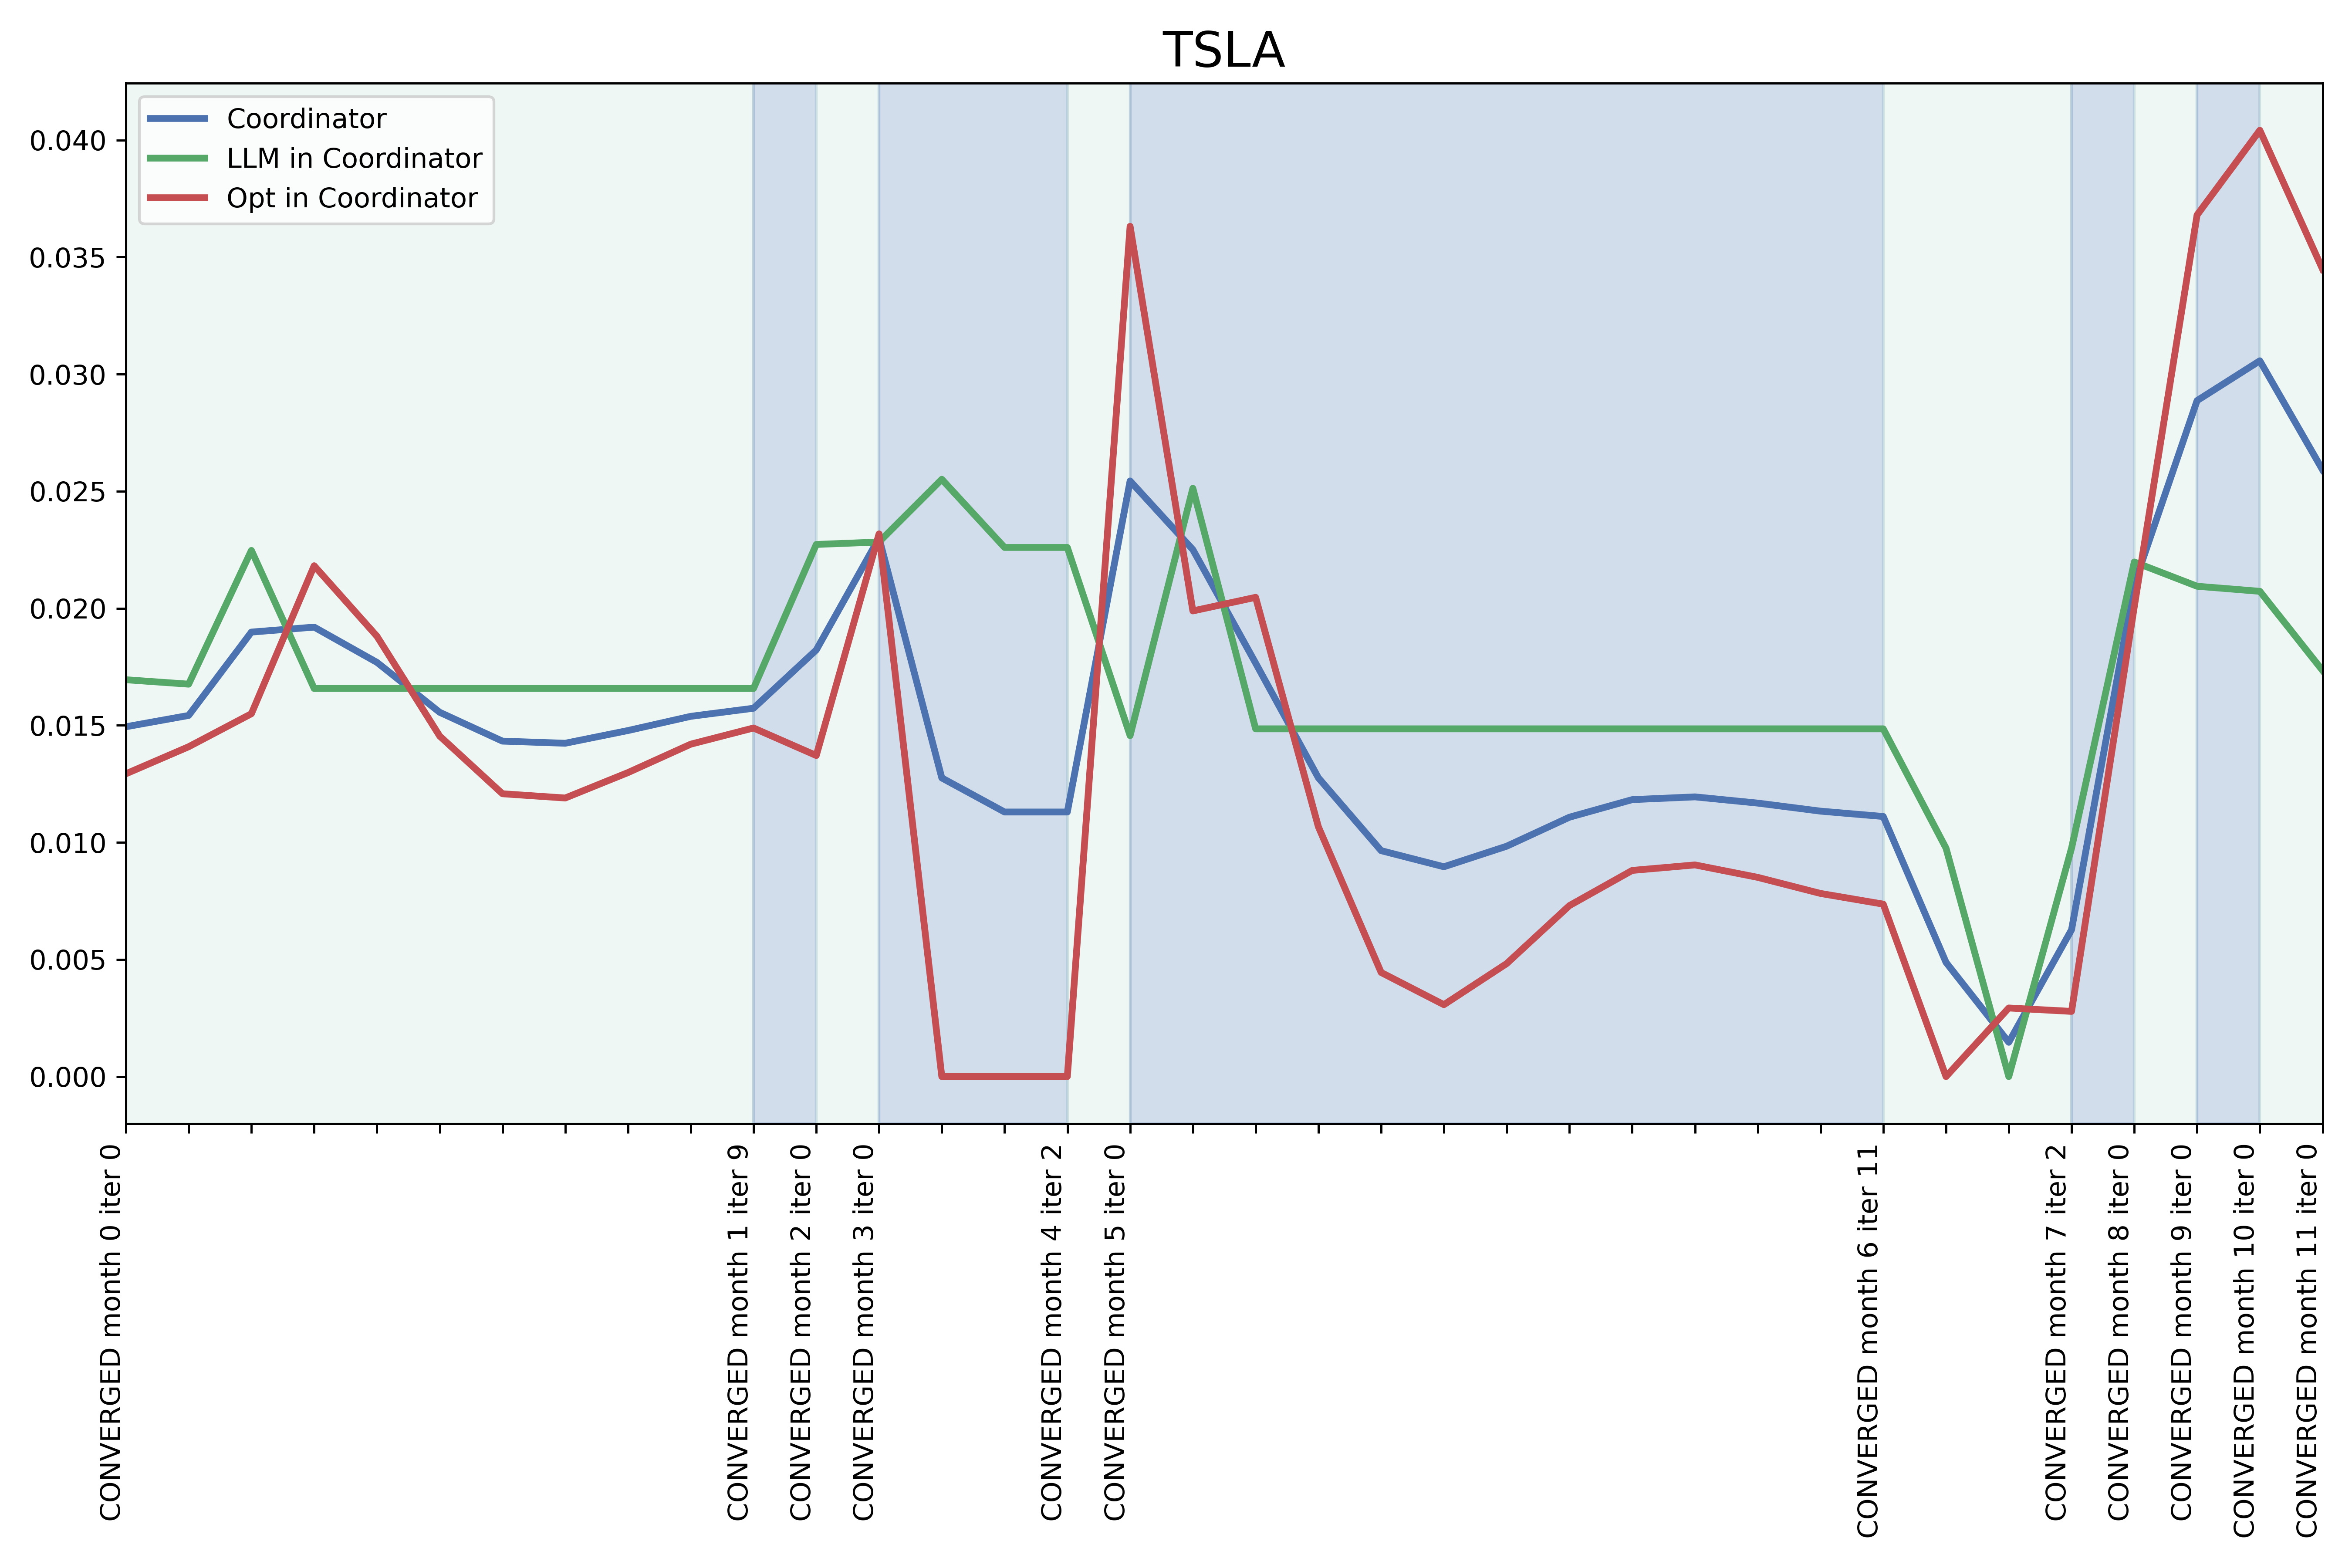 TSLA
Coordinator
LLM in Coordinator
Opt in Coordinator
0.040
0.035
0.030
0.025
0.020
0.015
0.010
0.005
0.000
CONVERGED month 0 iter 0
CONVERGED month 1 iter 9
CONVERGED month 2 iter 0
CONVERGED month 3 iter 0
CONVERGED month 4 iter 2
CONVERGED month 5 iter 0
CONVERGED month 6 iter 11
CONVERGED month 7 iter 2
CONVERGED month 8 iter 0
CONVERGED month 9 iter 0
CONVERGED month 10 iter 0
CONVERGED month 11 iter 0